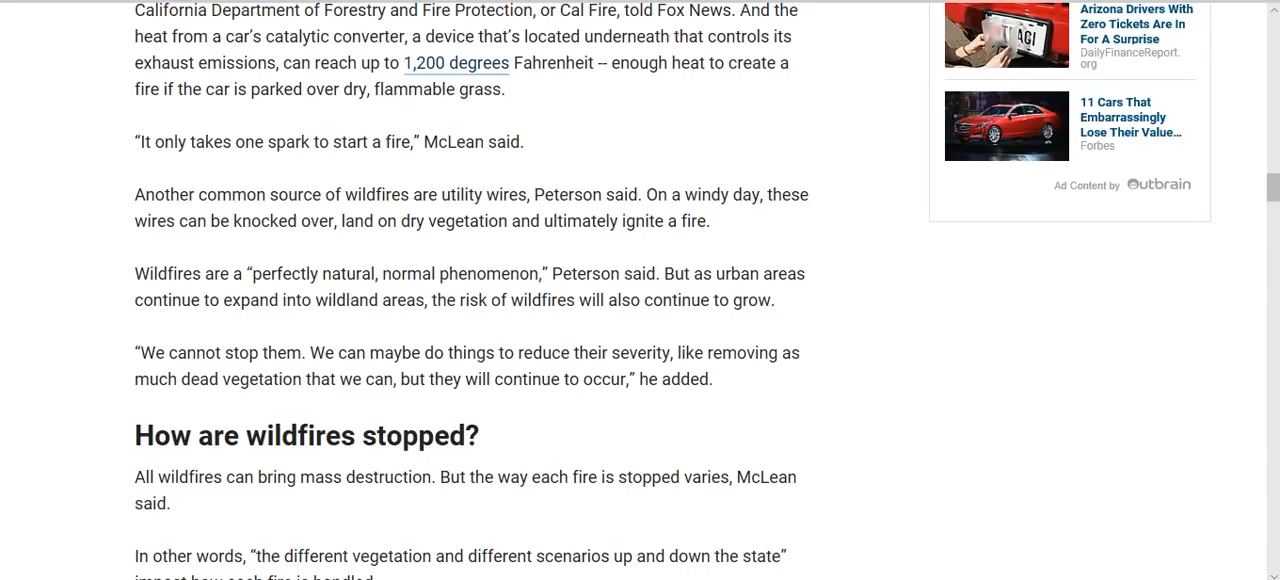 California Department of Forestry and Fire Protection, or Cal Fire, told Fox News. And the
heat from a car’s catalytic converter, a device that’s located underneath that controls its
exhaust emissions, can reach up to 1,200 degrees Fahrenheit -- enough heat to create a
fire if the car is parked over dry, flammable grass.
“It only takes one spark to start a fire,” McLean said.
Another common source of wildfires are utility wires, Peterson said. On a windy day, these
wires can be knocked over, land on dry vegetation and ultimately ignite a fire.
Wildfires are a “perfectly natural, normal phenomenon,” Peterson said. But as urban areas
continue to expand into wildland areas, the risk of wildfires will also continue to grow.
“We cannot stop them. We can maybe do things to reduce their severity, like removing as
much dead vegetation that we can, but they will continue to occur,” he added.
How are wildfires stopped?
All wildfires can bring mass destruction. But the way each fire is stopped varies, McLean
said.
In other words, “the different vegetation and different scenarios up and down the state”
impact how each fire is handled.
Arizona Drivers With
Zero Tickets Are In
For A Surprise
DailyFinanceReport.
org
11 Cars That
Embarrassingly
Lose Their Value…
Forbes
Ad Content by Outbrain